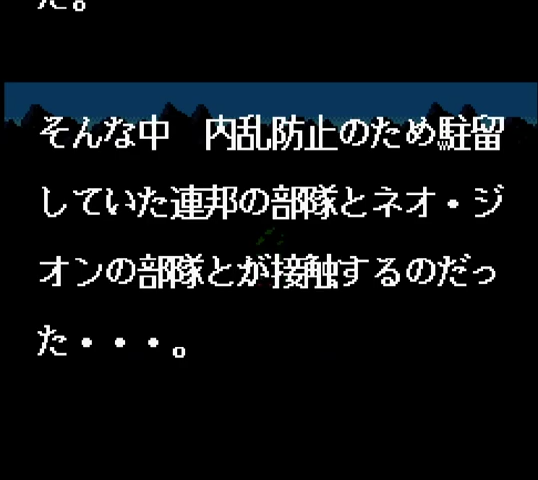 た。
そんな中　内乱防止のため駐留
していた連邦の部隊とネオ・ジ
オンの部隊とが接触するのだっ
た・・・。